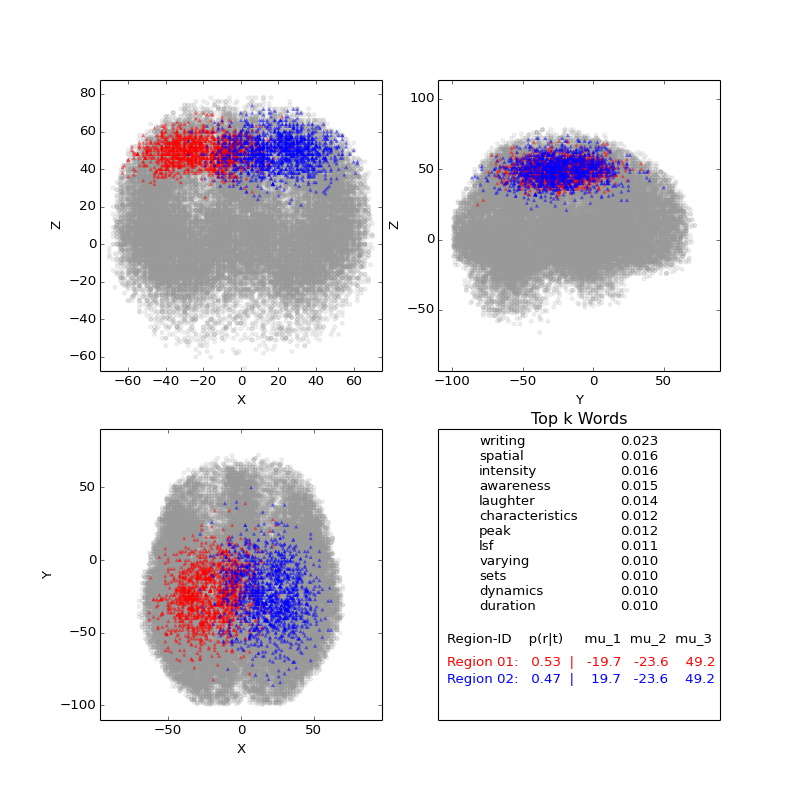 80
60
40
20
0
−20
−40
−60
Z
−60 −40 −20 0 20 40 60
X
100
50
0
−50
Z
−100 −50 0 50
Y
50
0
−50
−100
Y
−50 0 50
X
Top k Words
writing 0.023
spatial 0.016
intensity 0.016
awareness 0.015
laughter 0.014
characteristics 0.012
peak 0.012
lsf 0.011
varying 0.010
sets 0.010
dynamics 0.010
duration 0.010
Region-ID p(r|t) mu_1 mu_2 mu_3
Region 01: 0.53 | -19.7 -23.6 49.2
Region 02: 0.47 | 19.7 -23.6 49.2